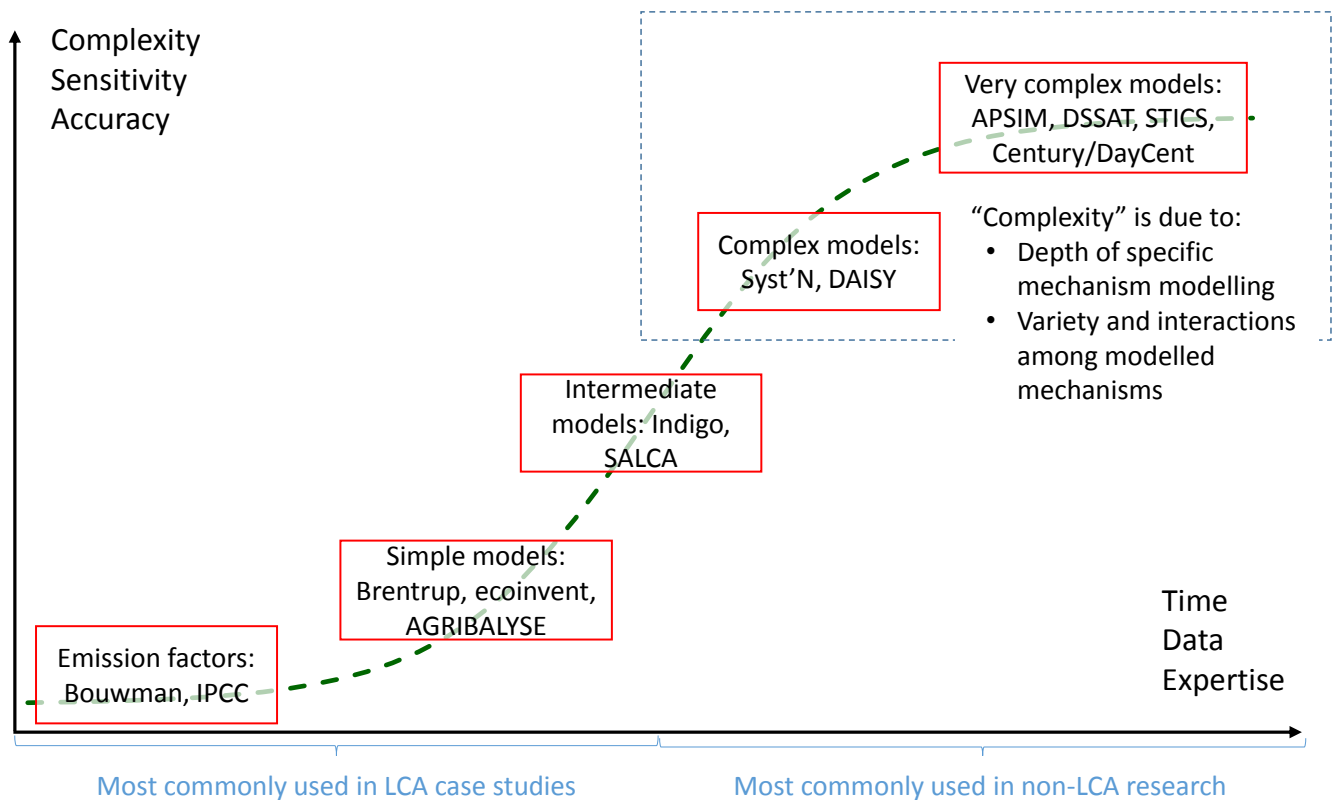 Complexity
Sensitivity
Accuracy
Very complex models:
APSIM, DSSAT, STICS,
Century/DayCent
Complex models:
Syst’N, DAISY
“Complexity” is due to:
• Depth of specific
mechanism modelling
• Variety and interactions
among modelled
mechanisms
Intermediate
models: Indigo,
SALCA
Simple models:
Brentrup, ecoinvent,
AGRIBALYSE
Emission factors:
Bouwman, IPCC
Time
Data
Expertise
Most commonly used in LCA case studies
Most commonly used in non-LCA research